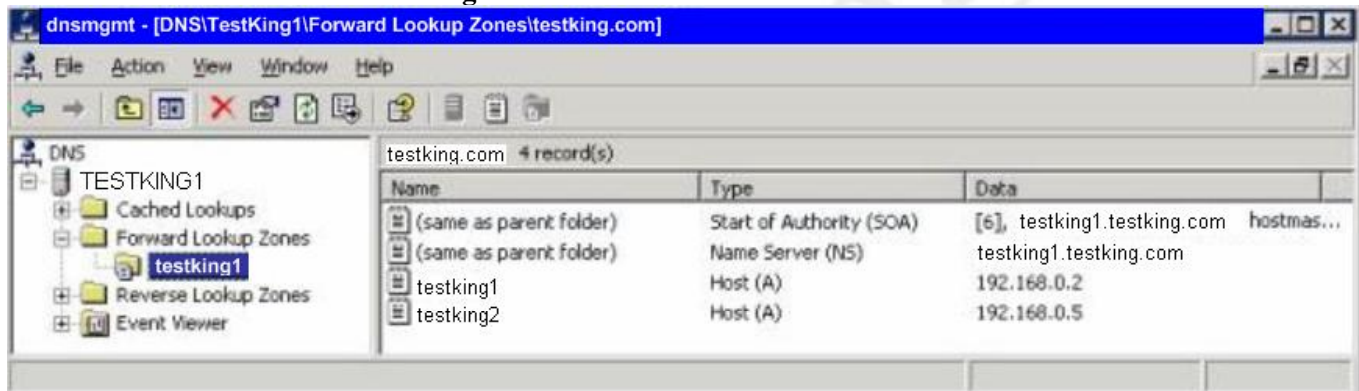 dnsmgmt - [DNS\TestKing1\Forward Lookup Zones\testking.com]
File Action View Window Help
DNS
TESTKING1
Cached Lookups
Forward Lookup Zones
testking1
Reverse Lookup Zones
Event Viewer
testking.com 4 record(s)
Name Type Data
(same as parent folder) Start of Authority (SOA) [6], testking1.testking.com hostmas...
(same as parent folder) Name Server (NS) testking1.testking.com
testking1 Host (A) 192.168.0.2
testking2 Host (A) 192.168.0.5